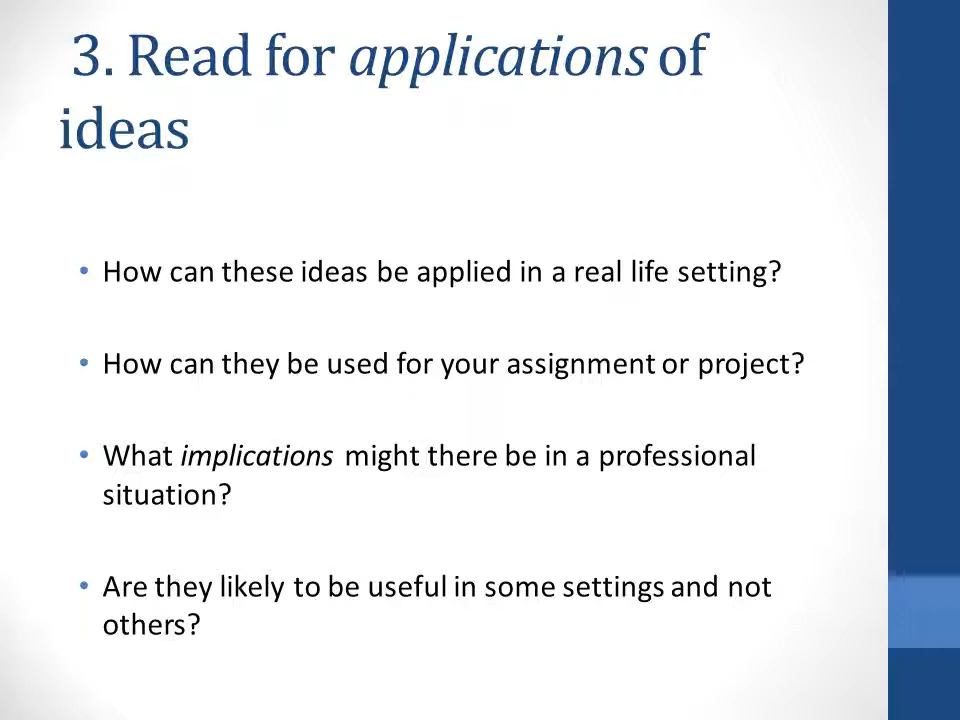 3. Read for applications of
ideas
• How can these ideas be applied in a real life setting?
• How can they be used for your assignment or project?
• What implications might there be in a professional
situation?
• Are they likely to be useful in some settings and not
others?